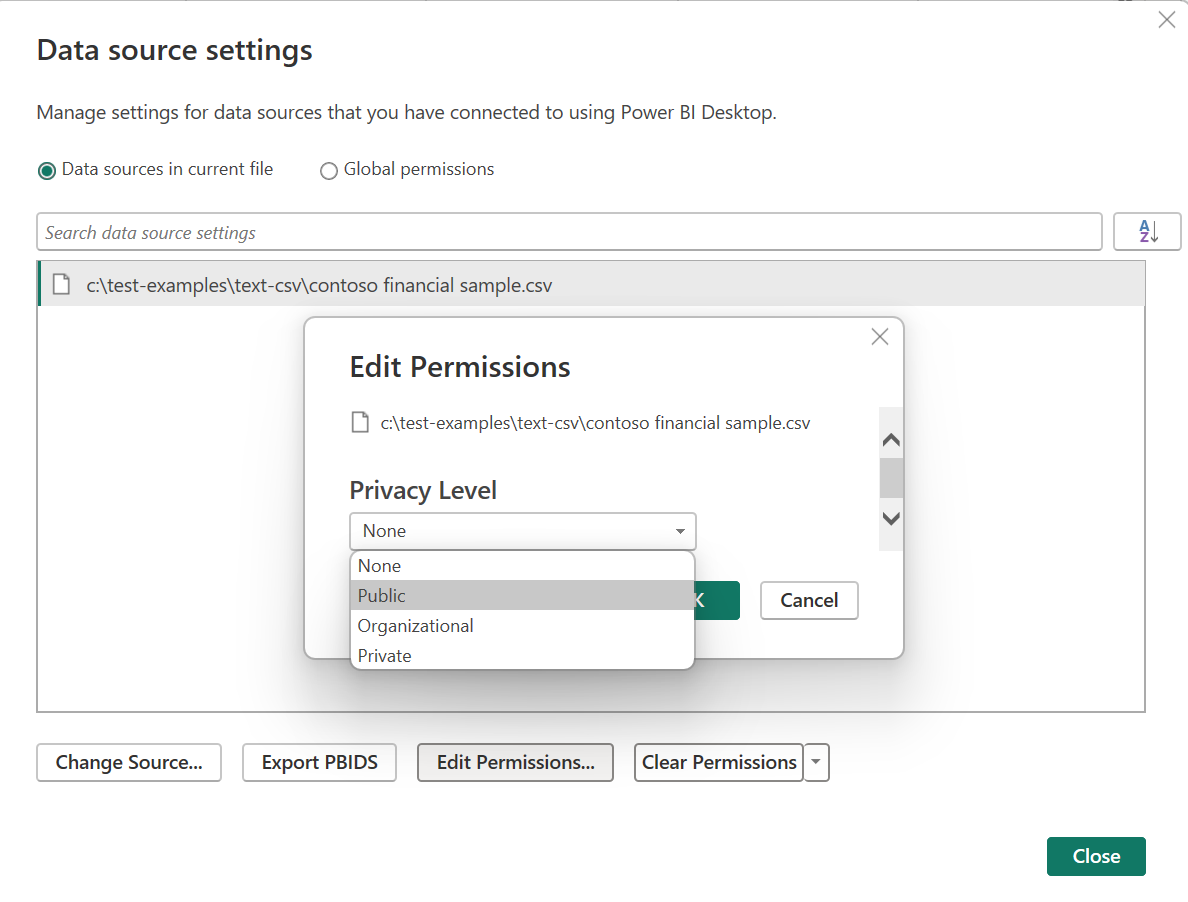 Data source settings
Manage settings for data sources that you have connected to using Power BI Desktop.
Data sources in current file Global permissions
Search data source settings
A
Z
c:\test-examples\text-csv\contoso financial sample.csv
Edit Permissions
c:\test-examples\text-csv\contoso financial sample.csv
Privacy Level
None
None
Public
Organizational
Private
Cancel
Change Source... Export PBIDS Edit Permissions... Clear Permissions
Close